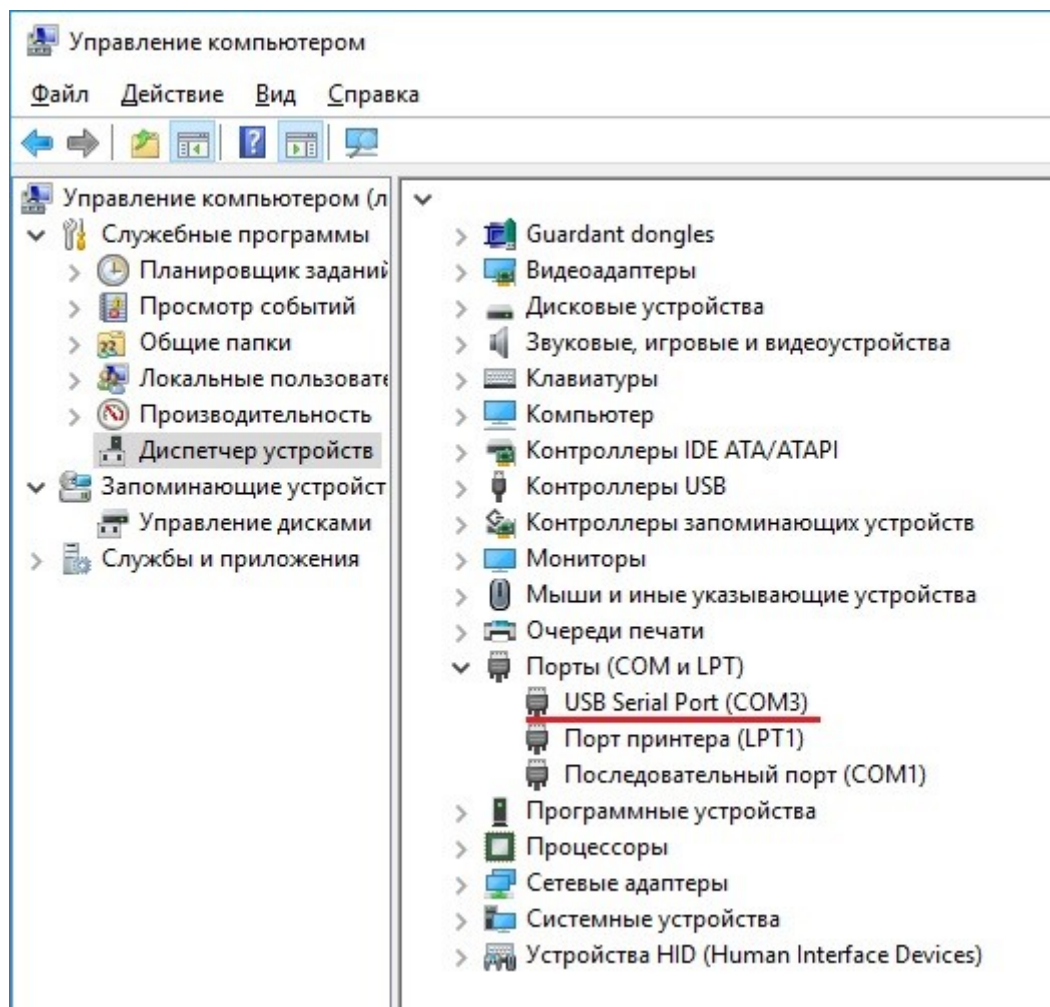 Управление компьютером
Файл Действие Вид Справка
Управление компьютером (л
Служебные программы
Планировщик заданий
Просмотр событий
Общие папки
Локальные пользовате
Производительность
Диспетчер устройств
Запоминающие устройст
Управление дисками
Службы и приложения
Guardant dongles
Видеоадаптеры
Дисковые устройства
Звуковые, игровые и видеоустройства
Клавиатуры
Компьютер
Контроллеры IDE ATA/ATAPI
Контроллеры USB
Контроллеры запоминающих устройств
Мониторы
Мыши и иные указывающие устройства
Очереди печати
Порты (COM и LPT)
USB Serial Port (COM3)
Порт принтера (LPT1)
Последовательный порт (COM1)
Программные устройства
Процессоры
Сетевые адаптеры
Системные устройства
Устройства HID (Human Interface Devices)